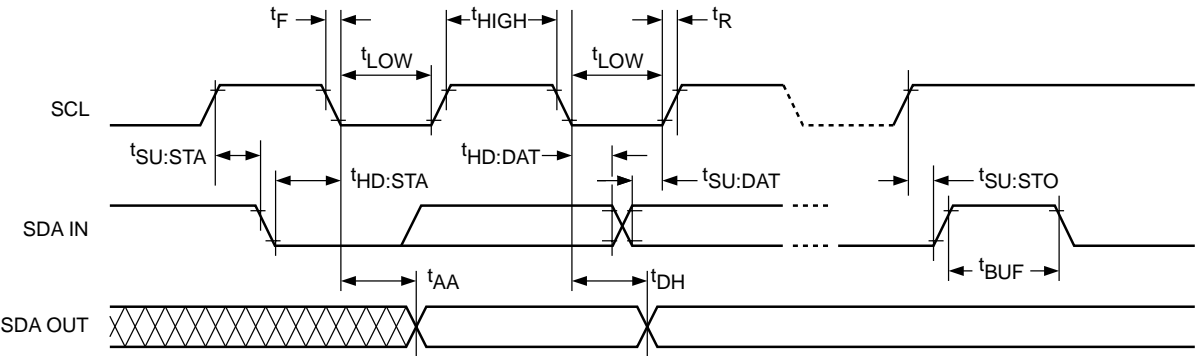 tF
tHIGH
tR
tLOW
tLOW
SCL
tSU:STA
tHD:DAT
tHD:STA
tSU:DAT
tSU:STO
SDA IN
tBUF
tAA
tDH
SDA OUT